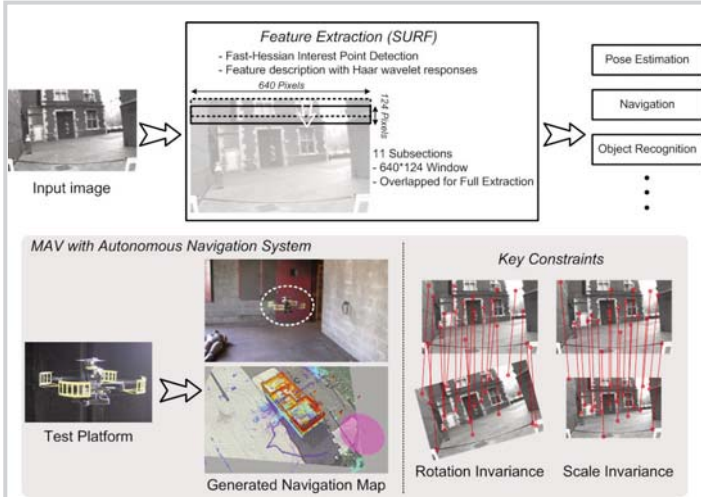 Feature Extraction (SURF)
- Fast-Hessian Interest Point Detection
- Feature description with Haar wavelet responses
640 Pixels
124 Pixels
11 Subsections
- 640*124 Window
- Overlapped for Full Extraction
Input image
Pose Estimation
Navigation
Object Recognition
MAV with Autonomous Navigation System
Test Platform
Generated Navigation Map
Key Constraints
Rotation Invariance
Scale Invariance